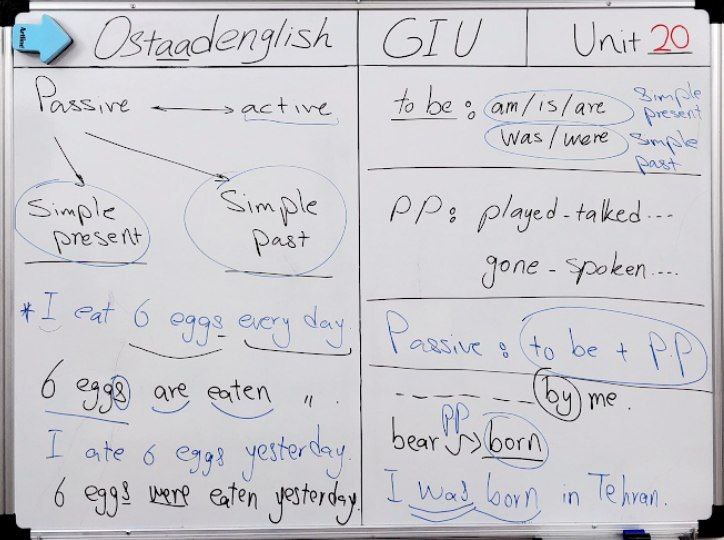 Ostaadenglish
GIU
Unit 20
Passive ↔ active
Simple present
Simple past
*I eat 6 eggs every day.
6 eggs are eaten ″.
I ate 6 eggs yesterday.
6 eggs were eaten yesterday.
to be: am/is/are
simple present
was/were
simple past
PP: played-talked....
gone-spoken....
Passive: to be + P.P
by me.
PP
bear → born
I was born in Tehran.